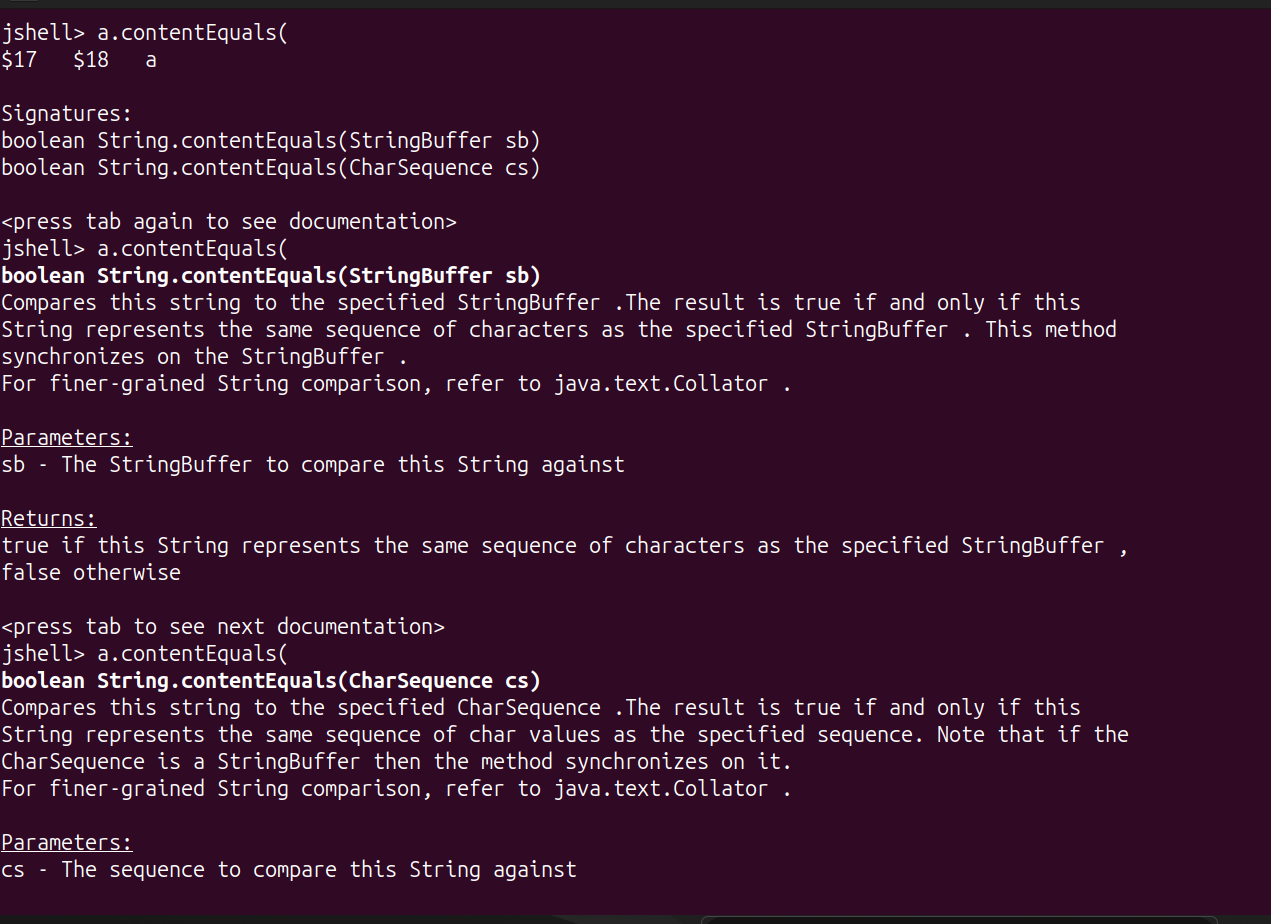 jshell> a.contentEquals(
$17   $18   a
Signatures:
boolean String.contentEquals(StringBuffer sb)
boolean String.contentEquals(CharSequence cs)
<press tab again to see documentation>
jshell> a.contentEquals(
boolean String.contentEquals(StringBuffer sb)
Compares this string to the specified StringBuffer .The result is true if and only if this
String represents the same sequence of characters as the specified StringBuffer . This method
synchronizes on the StringBuffer .
For finer-grained String comparison, refer to java.text.Collator .
Parameters:
sb - The StringBuffer to compare this String against
Returns:
true if this String represents the same sequence of characters as the specified StringBuffer ,
false otherwise
<press tab to see next documentation>
jshell> a.contentEquals(
boolean String.contentEquals(CharSequence cs)
Compares this string to the specified CharSequence .The result is true if and only if this
String represents the same sequence of char values as the specified sequence. Note that if the
CharSequence is a StringBuffer then the method synchronizes on it.
For finer-grained String comparison, refer to java.text.Collator .
Parameters:
cs - The sequence to compare this String against